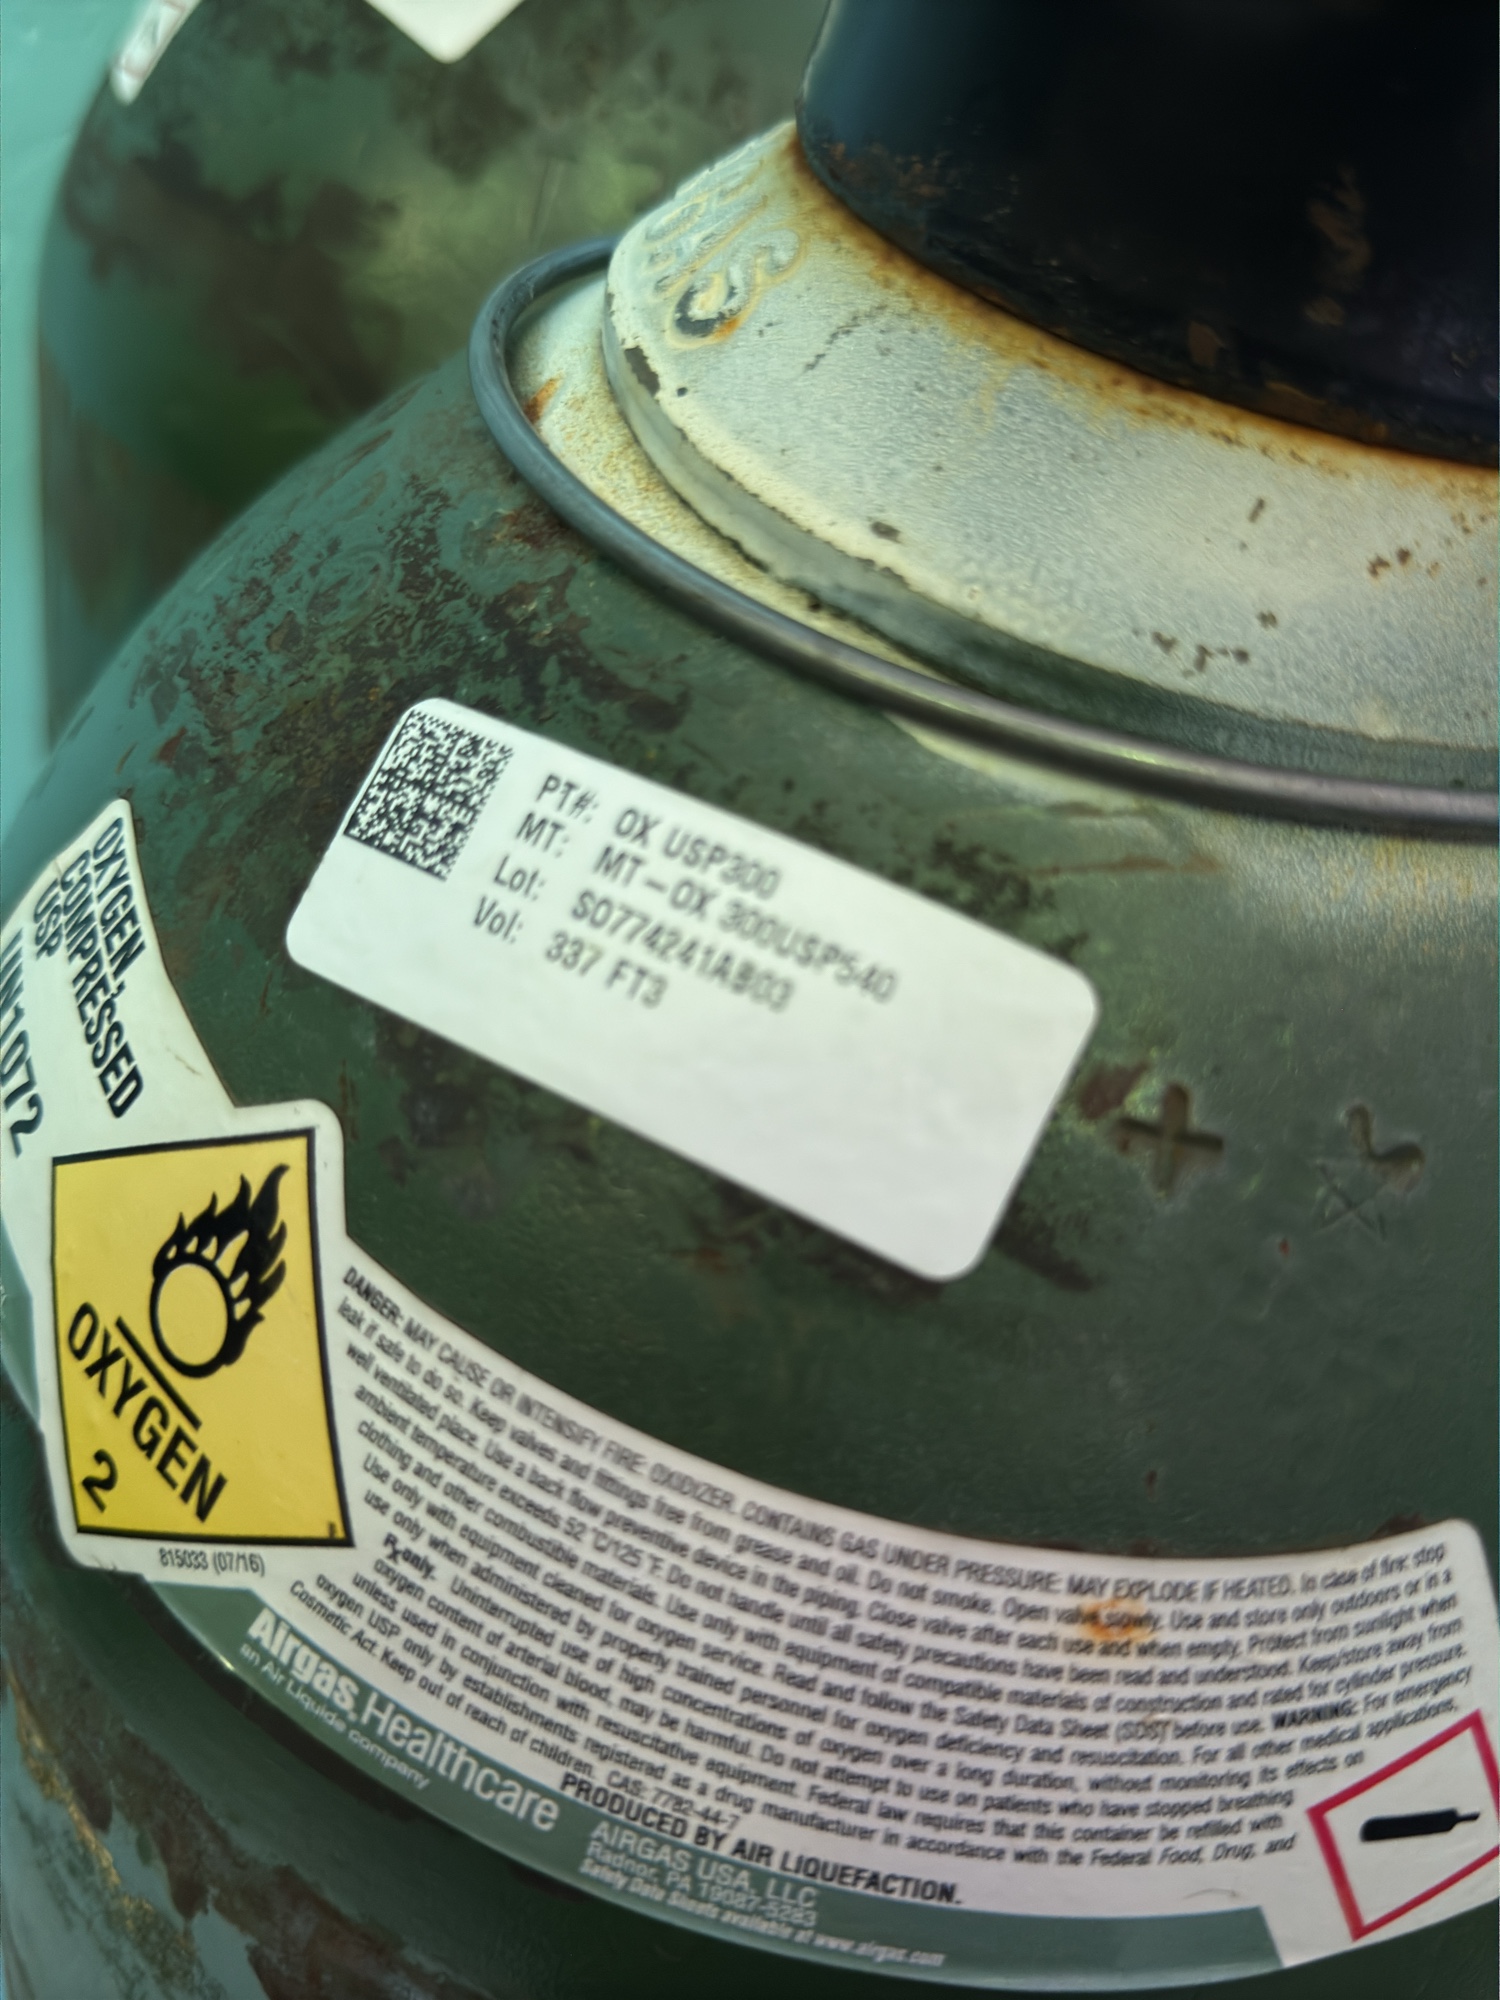 PT#: OX USP300
MT: MT-OX 300USP540
Lot: SO774241AB03
Vol: 337 FT3
OXYGEN,
COMPRESSED
USP
UN1072
OXYGEN
2
815033 (07/16)
DANGER: MAY CAUSE OR INTENSIFY FIRE: OXIDIZER. CONTAINS GAS UNDER PRESSURE: MAY EXPLODE IF HEATED. In case of fire: stop
leak if safe to do so. Keep valves and fittings free from grease and oil. Do not smoke. Open valve slowly. Use and store only outdoors or in a
well ventilated place. Use a back flow preventive device in the piping. Close valve after each use and when empty. Protect from sunlight when
ambient temperature exceeds 52 °C/125 °F. Do not handle until all safety precautions have been read and understood. Keep/store away from
clothing and other combustible materials. Use only with equipment of compatible materials of construction and rated for cylinder pressure.
Use only with equipment cleaned for oxygen service. Read and follow the Safety Data Sheet (SDS) before use. WARNING: For emergency
use only when administered by properly trained personnel for oxygen deficiency and resuscitation. For all other medical applications,
Rx only. Uninterrupted use of high concentrations of oxygen over a long duration, without monitoring its effects on
oxygen content of arterial blood, may be harmful. Do not attempt to use on patients who have stopped breathing
unless used in conjunction with resuscitative equipment. Federal law requires that this container be refilled with
oxygen USP only by establishments registered as a drug manufacturer in accordance with the Federal Food, Drug, and
Cosmetic Act. Keep out of reach of children. CAS: 7782-44-7
PRODUCED BY AIR LIQUEFACTION.
Airgas Healthcare
an Air Liquide company
AIRGAS USA, LLC
Radnor, PA 19087-5283
Safety Data Sheets available at www.airgas.com